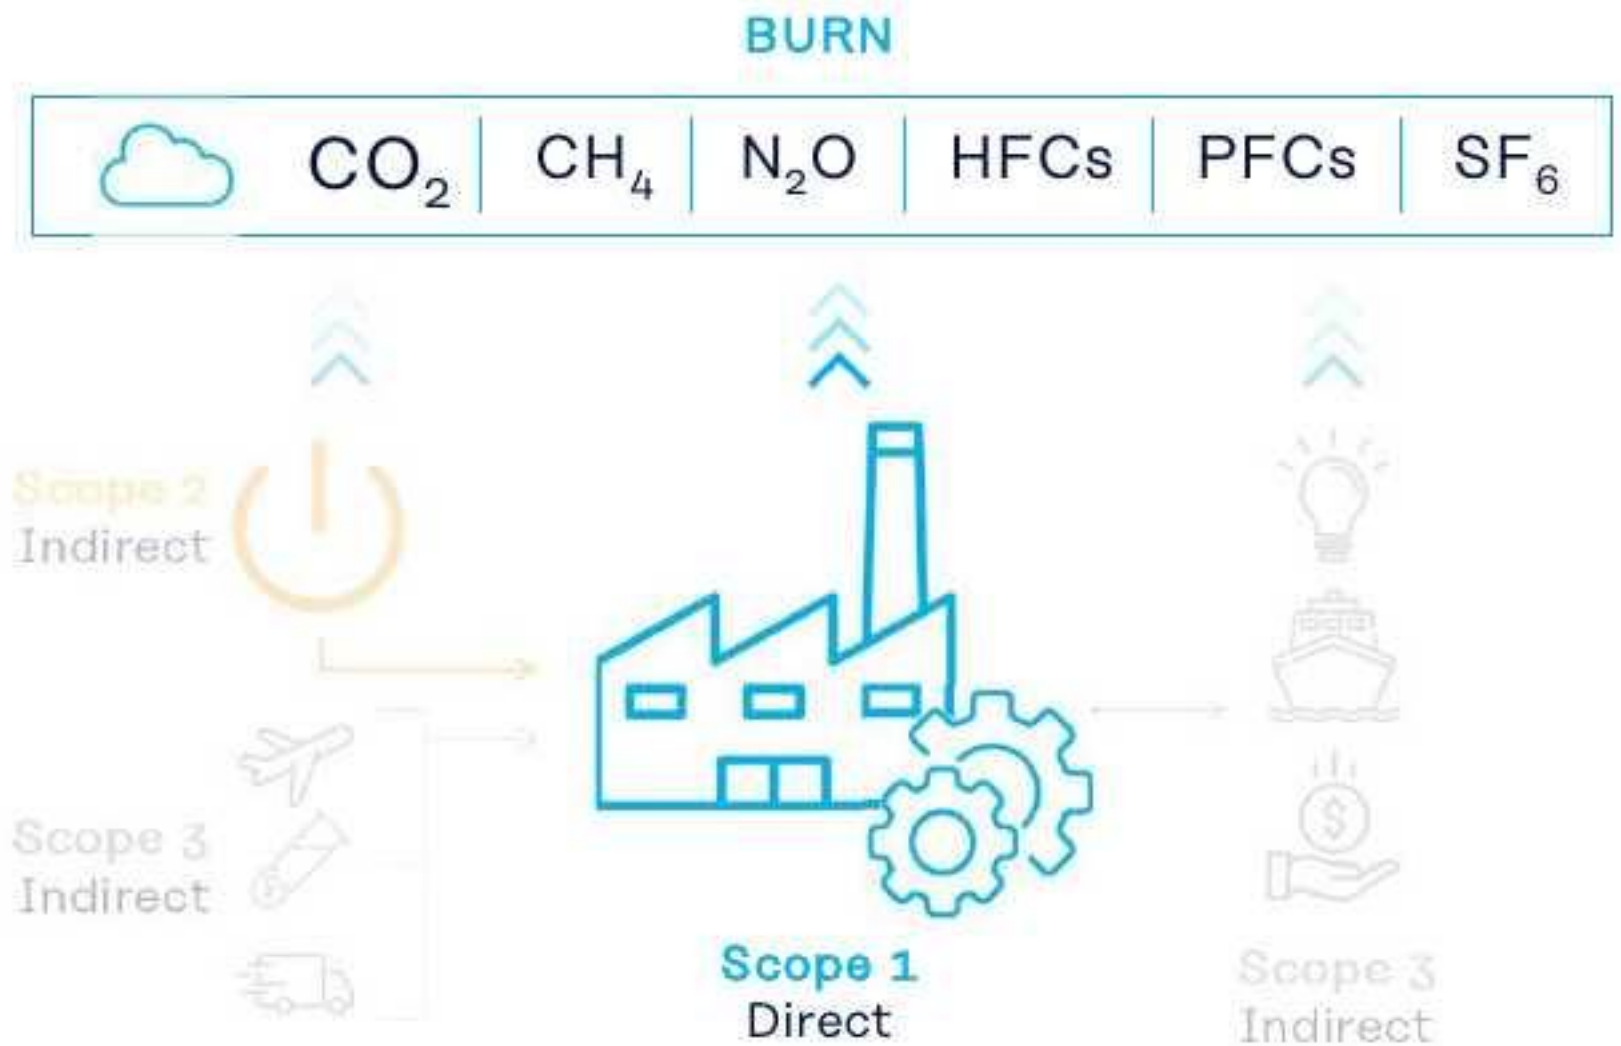 BURN
CO₂ CH₄ N₂O HFCs PFCs SF₆
Scope 2
Indirect
Scope 3
Indirect
Scope 1
Direct
Scope 3
Indirect
$